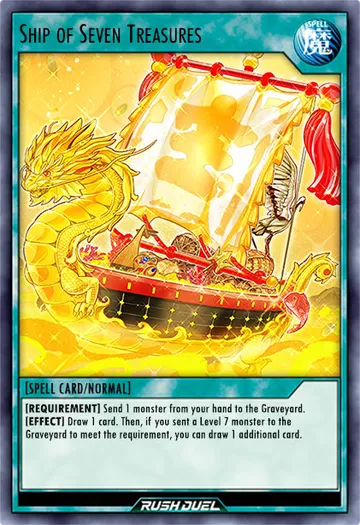 SHIP OF SEVEN TREASURES
SPELL
魔
[SPELL CARD/NORMAL]
[REQUIREMENT] Send 1 monster from your hand to the Graveyard.
[EFFECT] Draw 1 card. Then, if you sent a Level 7 monster to the
Graveyard to meet the requirement, you can draw 1 additional card.
RUSH DUEL